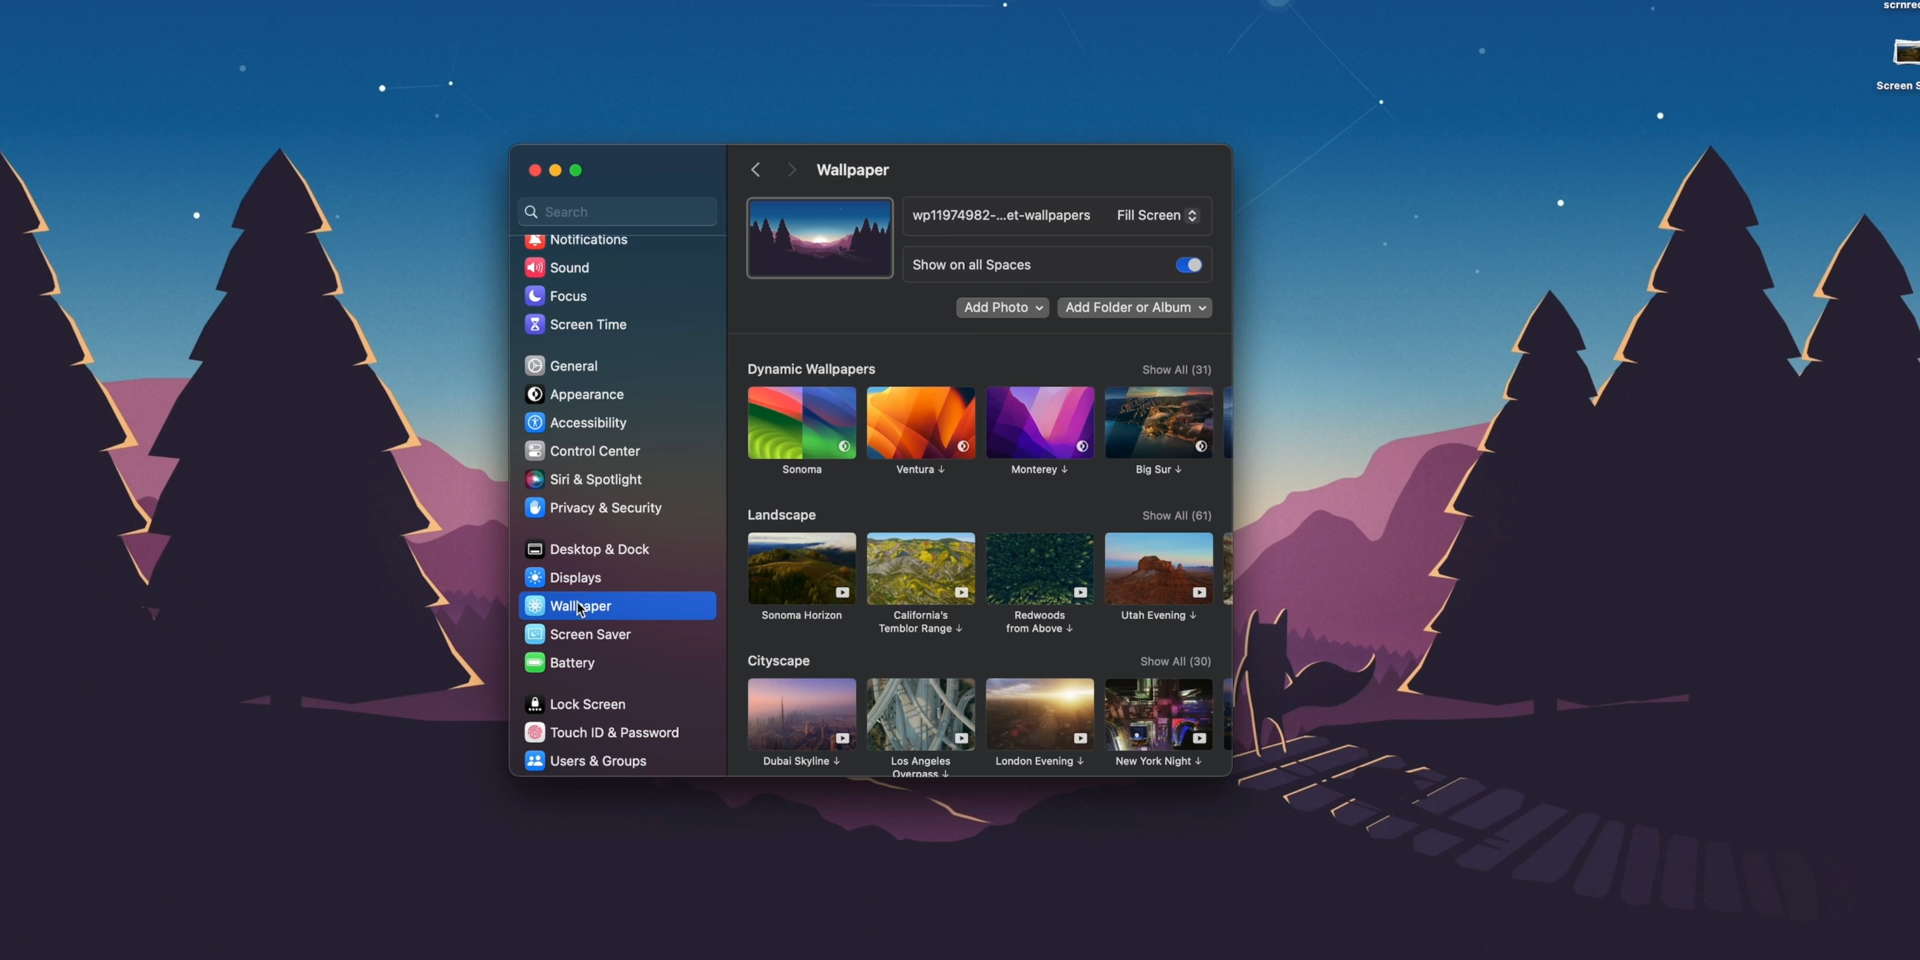 scrnrec
Screen S
Search
Notifications
Sound
Focus
Screen Time
General
Appearance
Accessibility
Control Center
Siri & Spotlight
Privacy & Security
Desktop & Dock
Displays
Wallpaper
Screen Saver
Battery
Lock Screen
Touch ID & Password
Users & Groups
Wallpaper
wp11974982-...et-wallpapers Fill Screen
Show on all Spaces
Add Photo Add Folder or Album
Dynamic Wallpapers Show All (31)
Sonoma Ventura ↓ Monterey ↓ Big Sur ↓
Landscape Show All (61)
Sonoma Horizon California's Redwoods Utah Evening ↓
Temblor Range ↓ from Above ↓
Cityscape Show All (30)
Dubai Skyline ↓ Los Angeles London Evening ↓ New York Night ↓
Overpass ↓